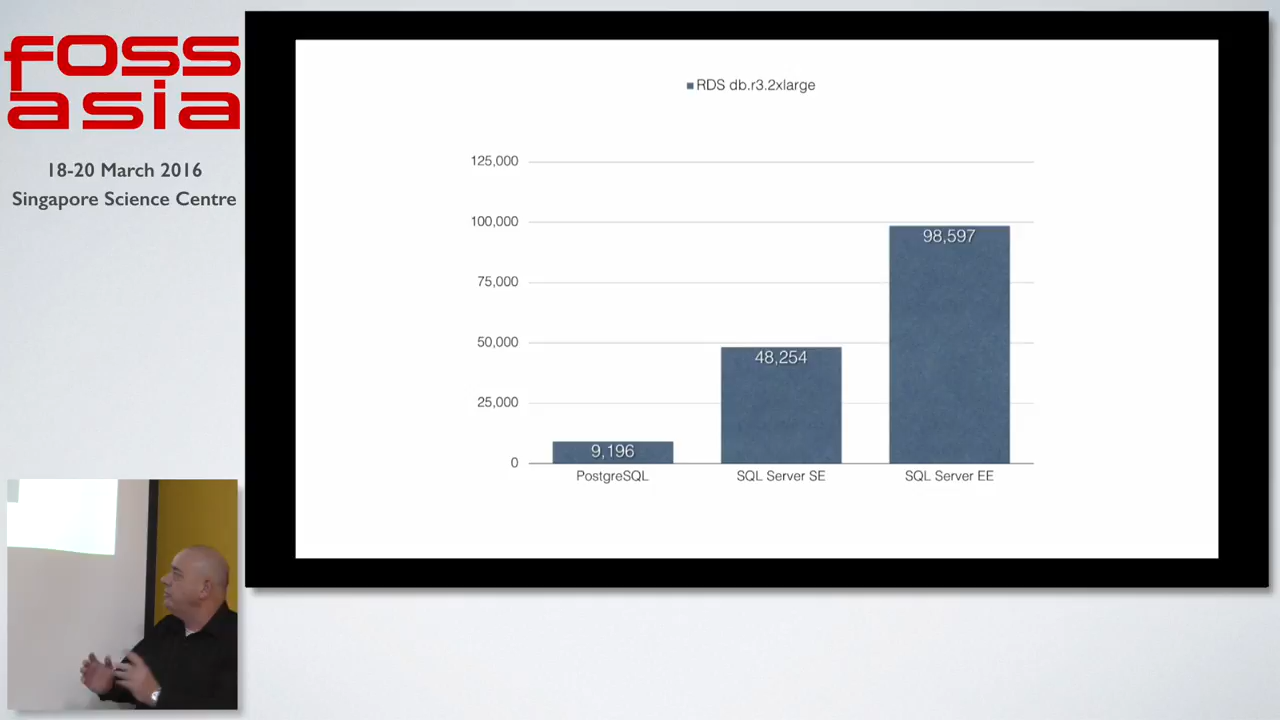 foss
asia
18-20 March 2016
Singapore Science Centre
RDS db.r3.2xlarge
125,000
100,000
75,000
50,000
25,000
0
9,196
48,254
98,597
PostgreSQL
SQL Server SE
SQL Server EE